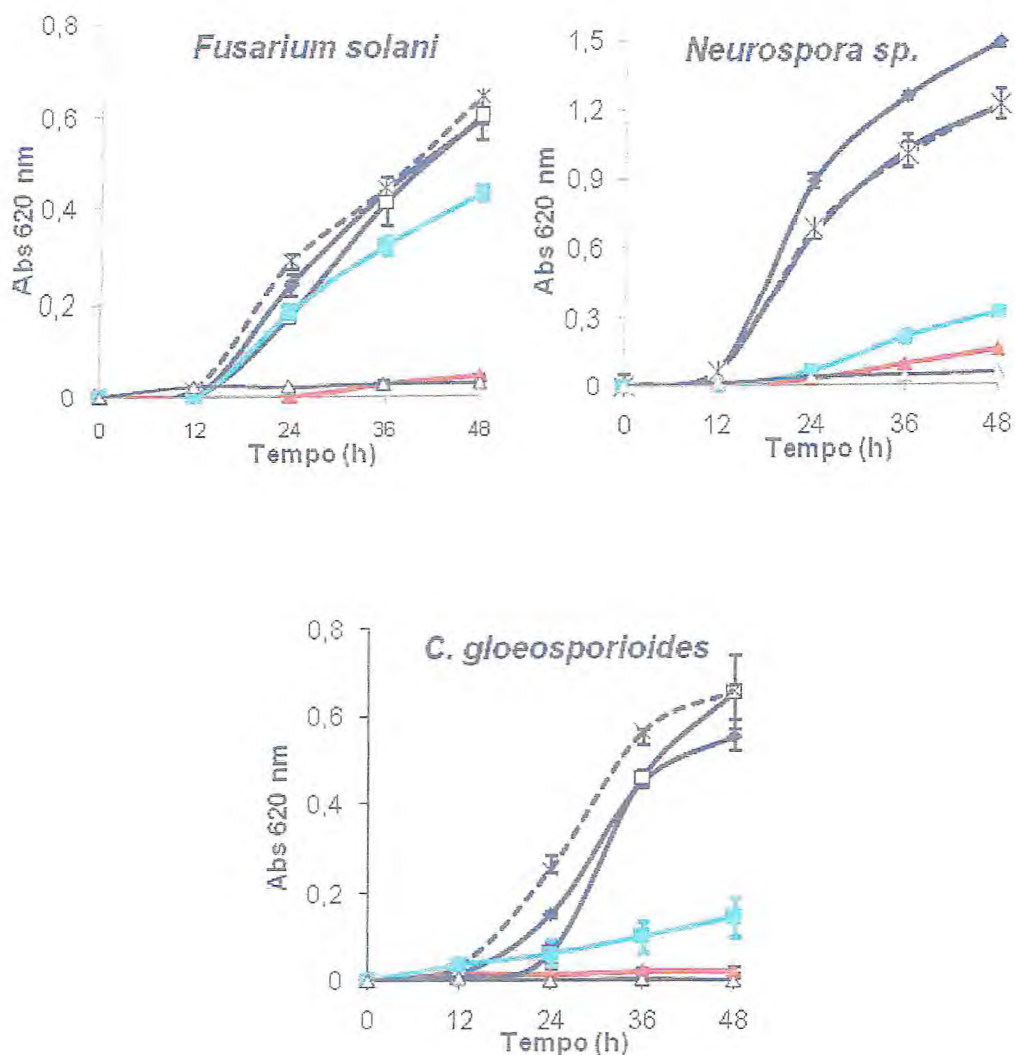 Fusarium solani
0,8
0,6
0,4
0,2
0
Abs 620 nm
0 12 24 36 48
Tempo (h)
Neurospora sp.
1,5
1,2
0,9
0,6
0,3
0
Abs 620 nm
0 12 24 36 48
Tempo (h)
C. gloeosporioides
0,8
0,6
0,4
0,2
0
Abs 620 nm
0 12 24 36 48
Tempo (h)